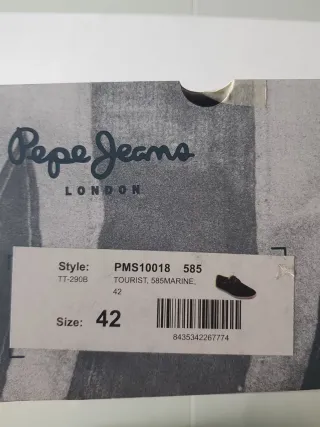 Pepe Jeans
LONDON
Style: PMS10018 585
TT-290B TOURIST, 585MARINE,
42
Size: 42
8435342267774